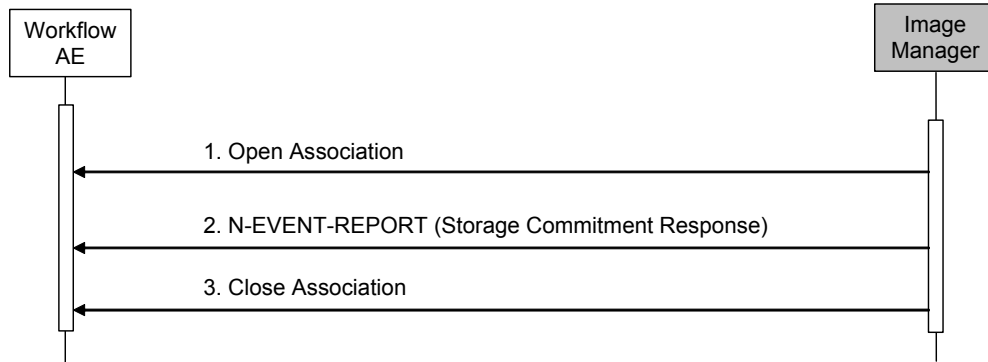 Workflow
AE
Image
Manager
1. Open Association
2. N-EVENT-REPORT (Storage Commitment Response)
3. Close Association